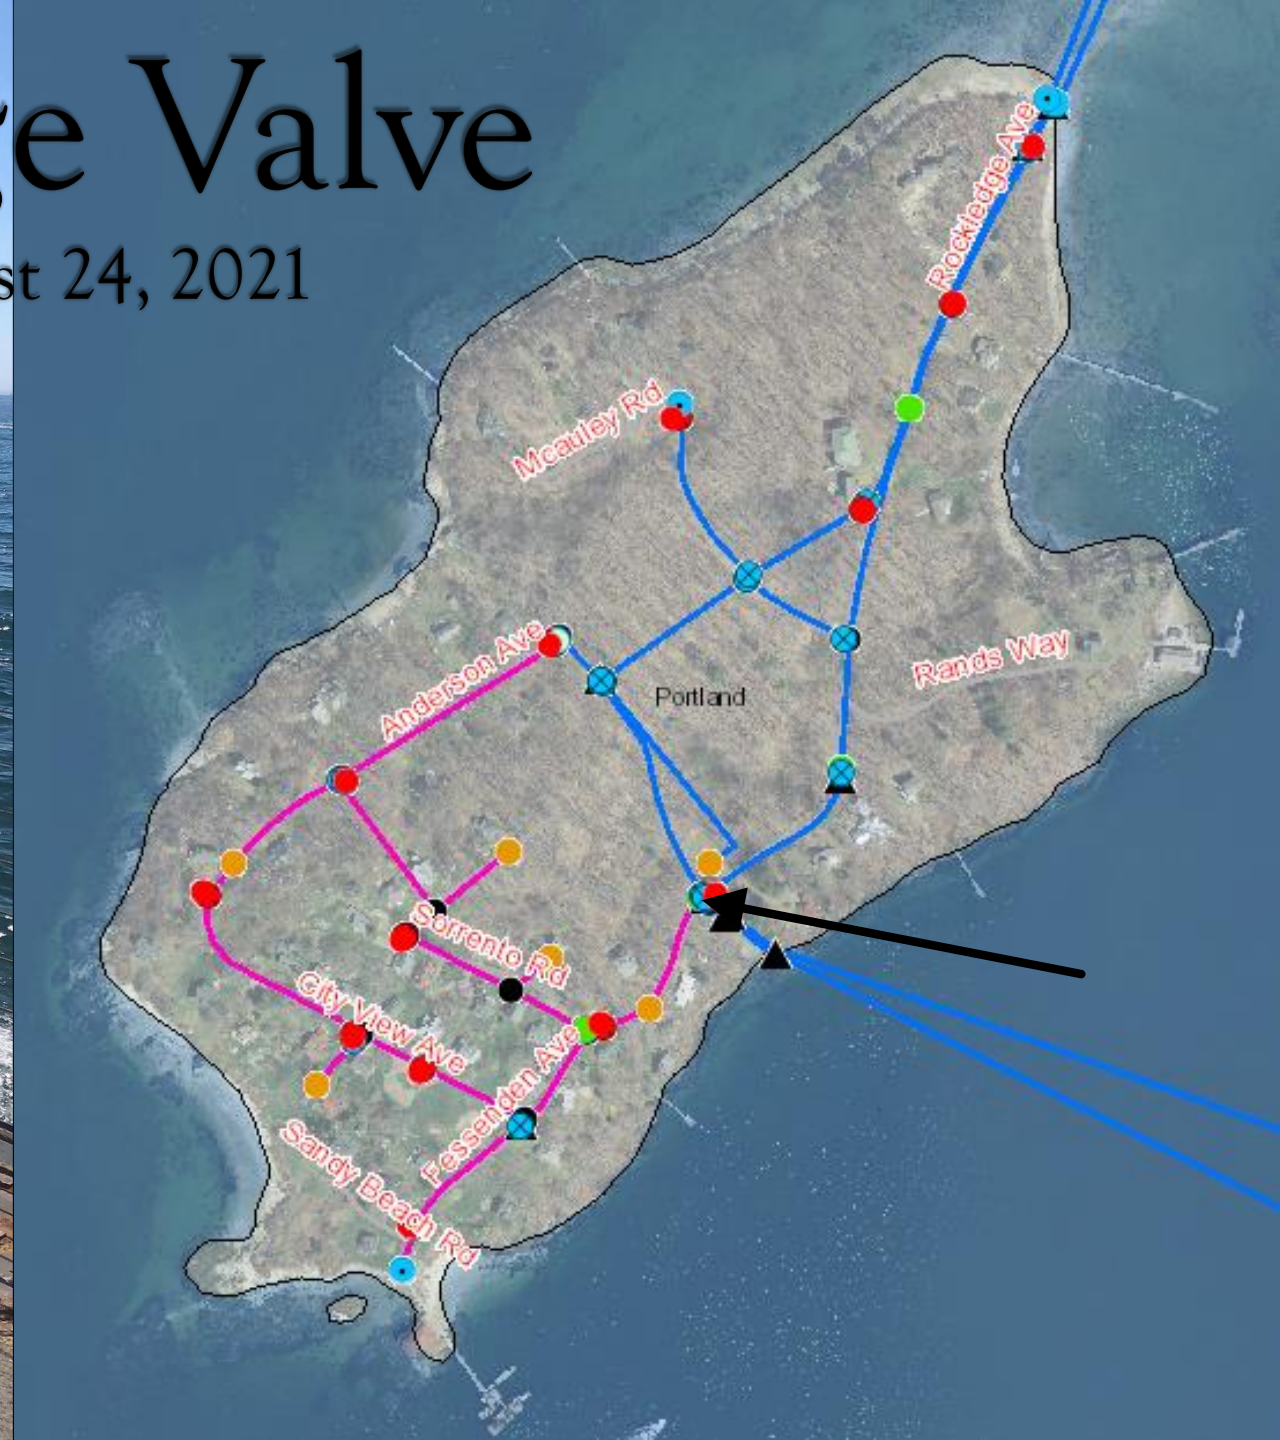 e Valve
st 24, 2021
Rockledge Ave
Mcauley Rd
Anderson Ave
Rands Way
Portland
Sorrento Rd
City View Ave
Fessenden Ave
Sandy Beach Rd